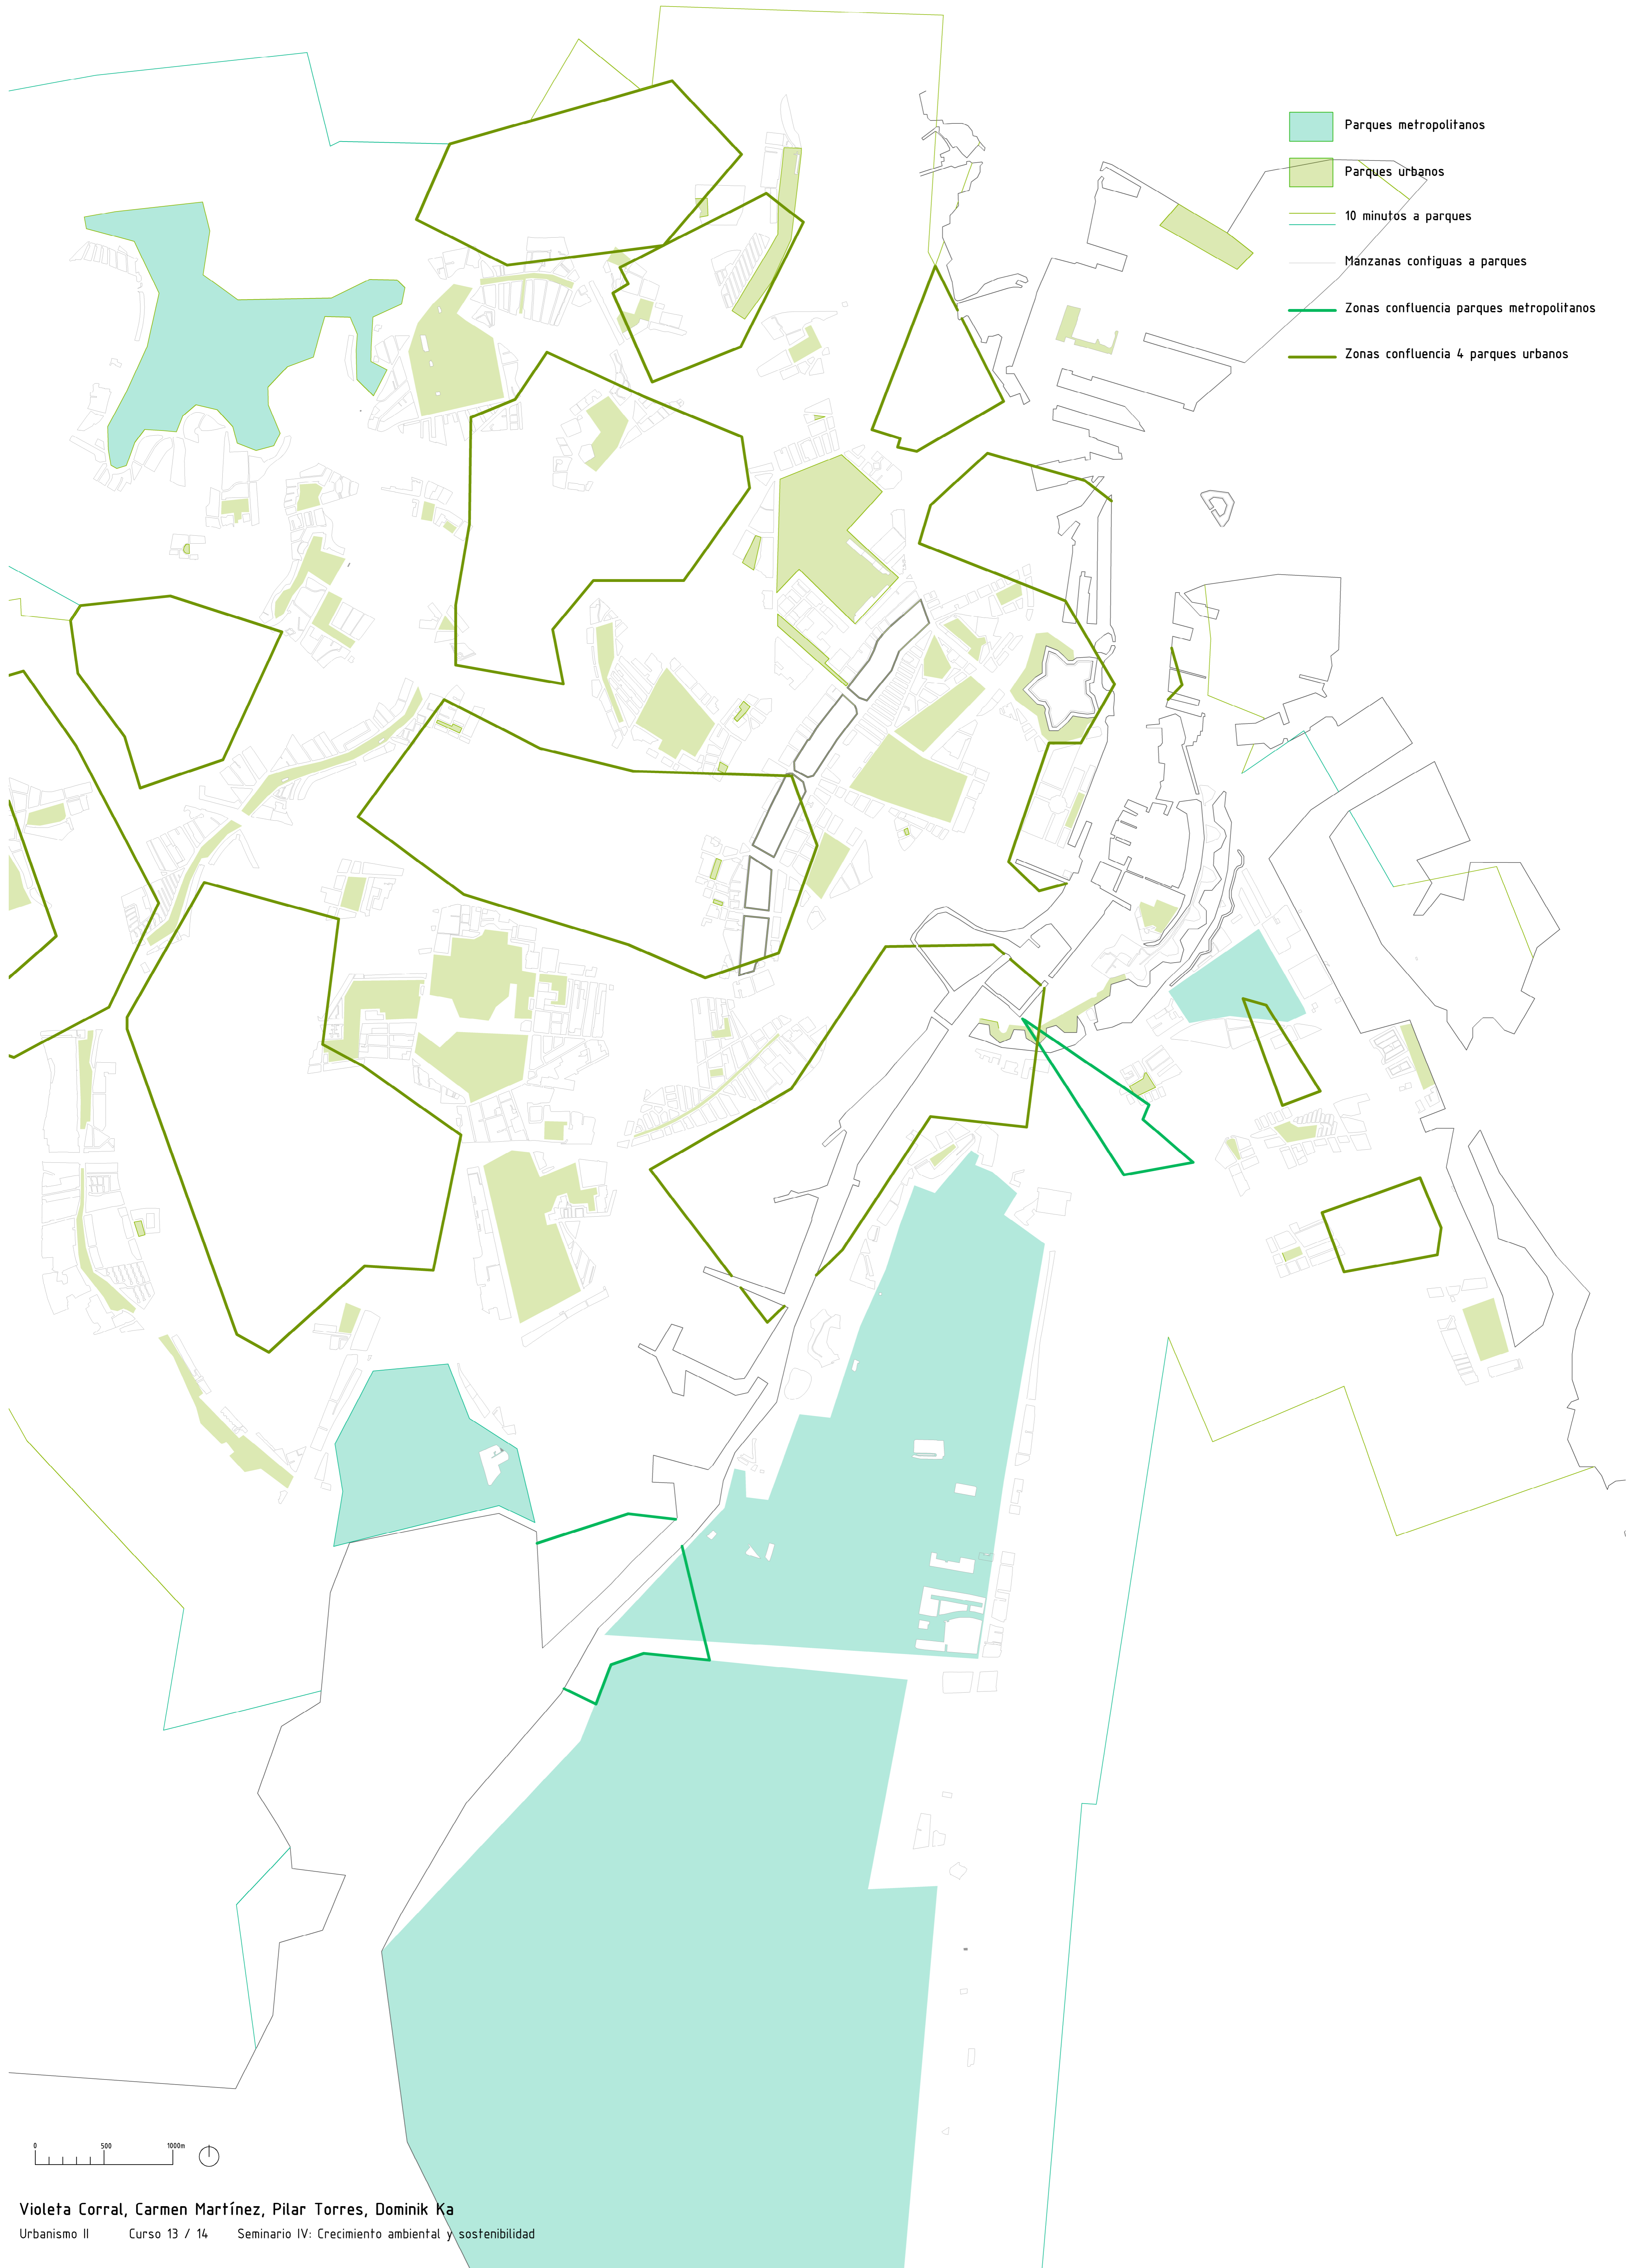 Parques metropolitanos
Parques urbanos
10 minutos a parques
Manzanas contiguas a parques
Zonas confluencia parques metropolitanos
Zonas confluencia 4 parques urbanos
0 500 1000m
Violeta Corral, Carmen Martínez, Pilar Torres, Dominik Ka
Urbanismo II Curso 13 / 14 Seminario IV: Crecimiento ambiental y sostenibilidad